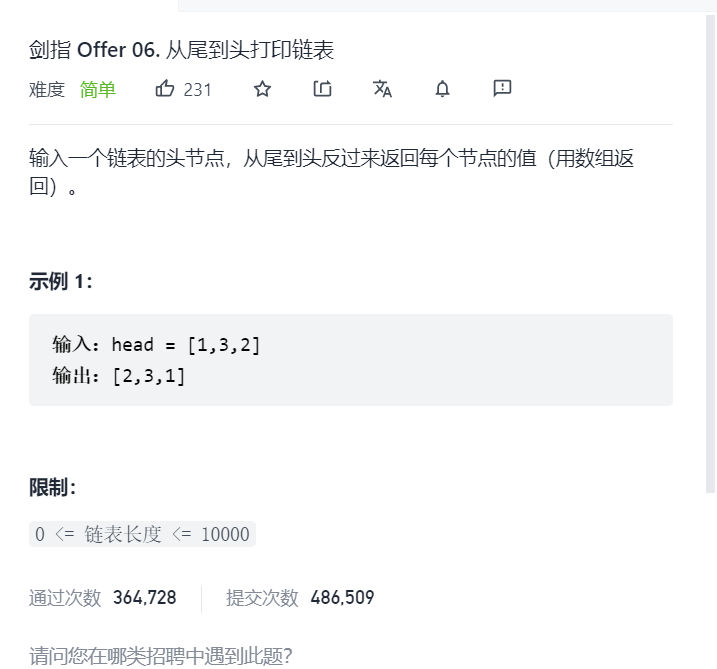 剑指 Offer 06. 从尾到头打印链表
难度 简单 231
输入一个链表的头节点，从尾到头反过来返回每个节点的值（用数组返
回）。
示例 1：
输入：head = [1,3,2]
输出：[2,3,1]
限制：
0 <= 链表长度 <= 10000
通过次数 364,728 提交次数 486,509
请问您在哪类招聘中遇到此题？